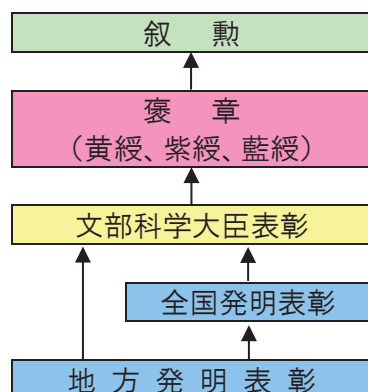 叙勲
褒章
（黄綬、紫綬、藍綬）
文部科学大臣表彰
全国発明表彰
地方発明表彰